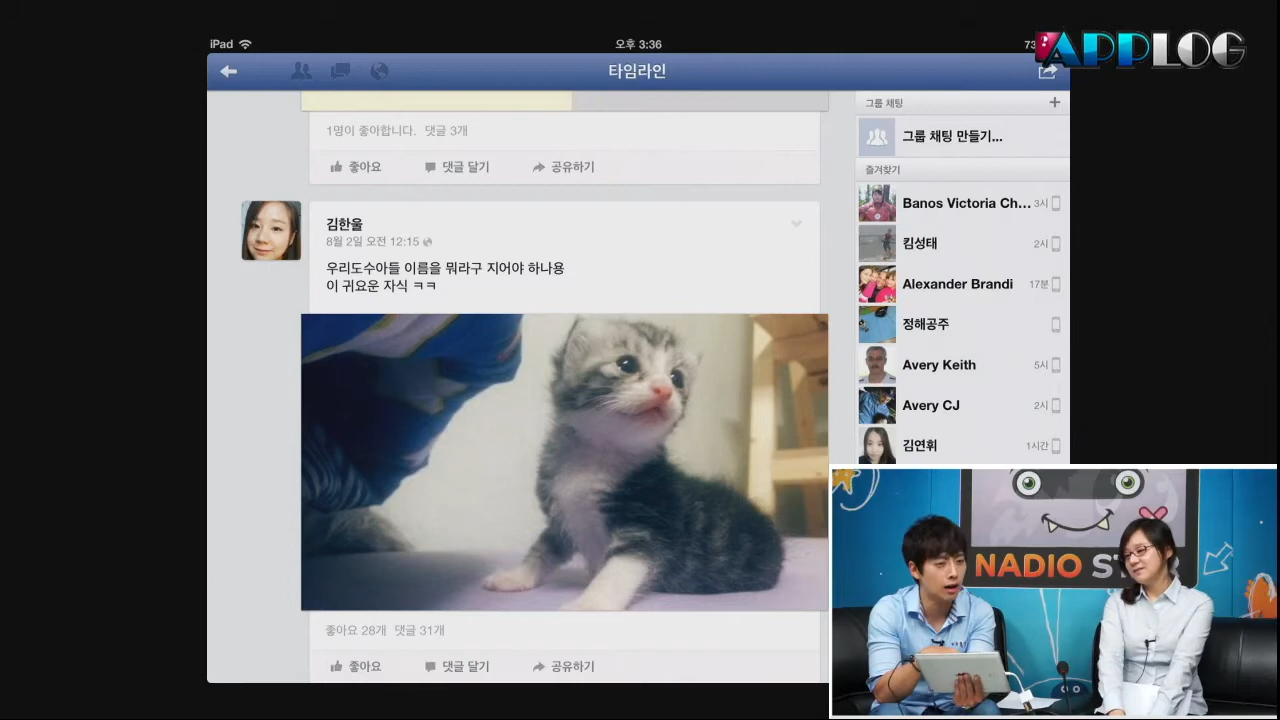 iPad
오후 3:36
73
?APPLOG
타임라인
1명이 좋아합니다. 댓글 3개
좋아요 댓글 달기 공유하기
김한울
8월 2일 오전 12:15
우리도수아들 이름을 뭐라구 지어야 하나용
이 귀요운 자식 ㅋㅋ
좋아요 28개 댓글 31개
좋아요 댓글 달기 공유하기
그룹 채팅
그룹 채팅 만들기...
즐겨찾기
Banos Victoria Ch... 3시
킴성태 2시
Alexander Brandi 17분
정해공주
Avery Keith 5시
Avery CJ 2시
김연휘 1시간
NADIO